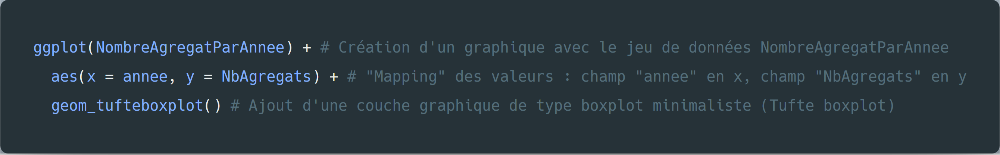 ggplot(NombreAgregatParAnnee) + # Création d'un graphique avec le jeu de données NombreAgregatParAnnee
  aes(x = annee, y = NbAgregats) + # "Mapping" des valeurs : champ "annee" en x, champ "NbAgregats" en y
  geom_tufteboxplot() # Ajout d'une couche graphique de type boxplot minimaliste (Tufte boxplot)